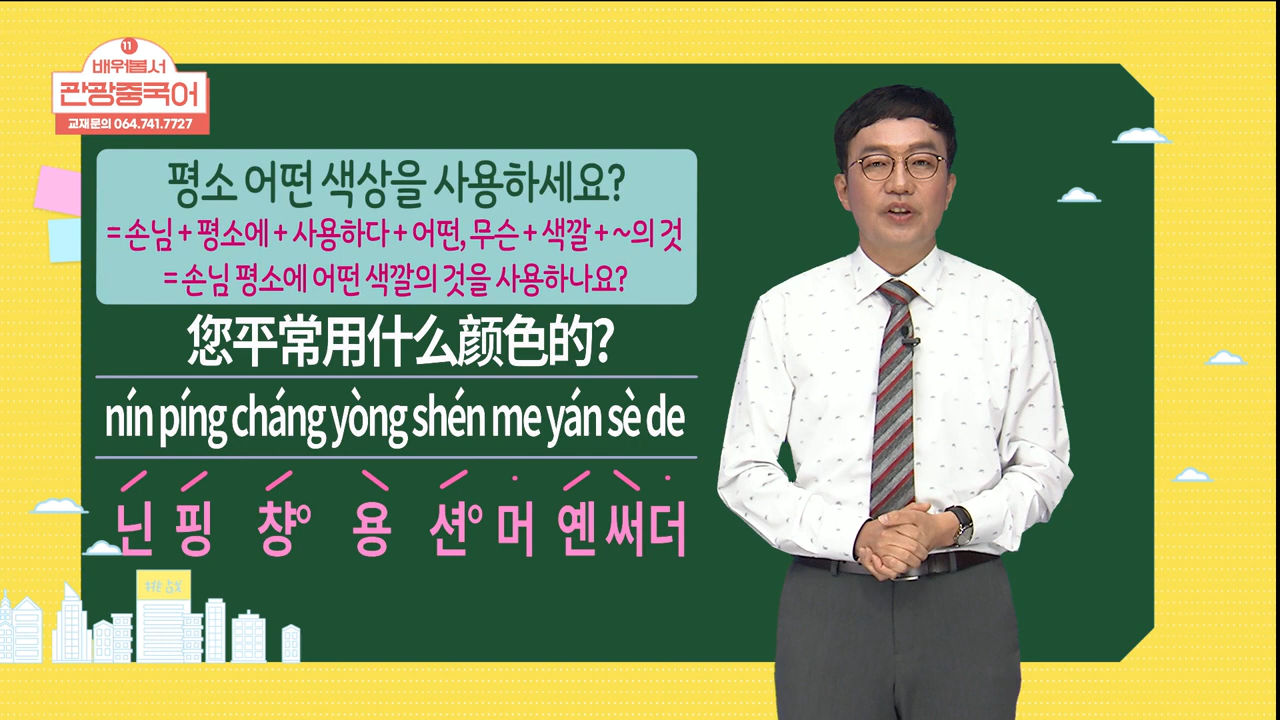 11
배워봅서
관광중국어
교재문의 064.741.7727
평소 어떤 색상을 사용하세요?
= 손님 + 평소에 + 사용하다 + 어떤, 무슨 + 색깔 + ~의 것
= 손님 평소에 어떤 색깔의 것을 사용하나요?
您平常用什么颜色的?
nín píng cháng yòng shén me yán sè de
닌 핑 챵° 용 션° 머 옌 써 더